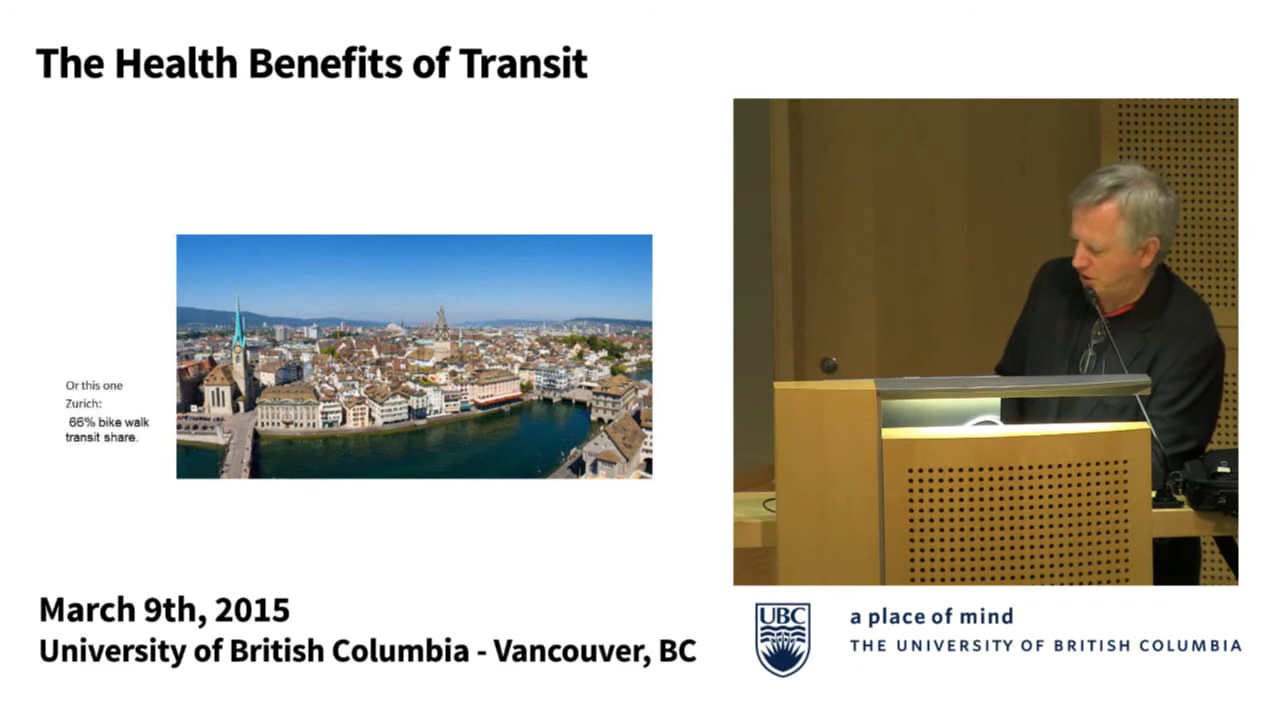 The Health Benefits of Transit
Or this one
Zurich:
66% bike walk
transit share.
March 9th, 2015
University of British Columbia - Vancouver, BC
UBC
a place of mind
THE UNIVERSITY OF BRITISH COLUMBIA